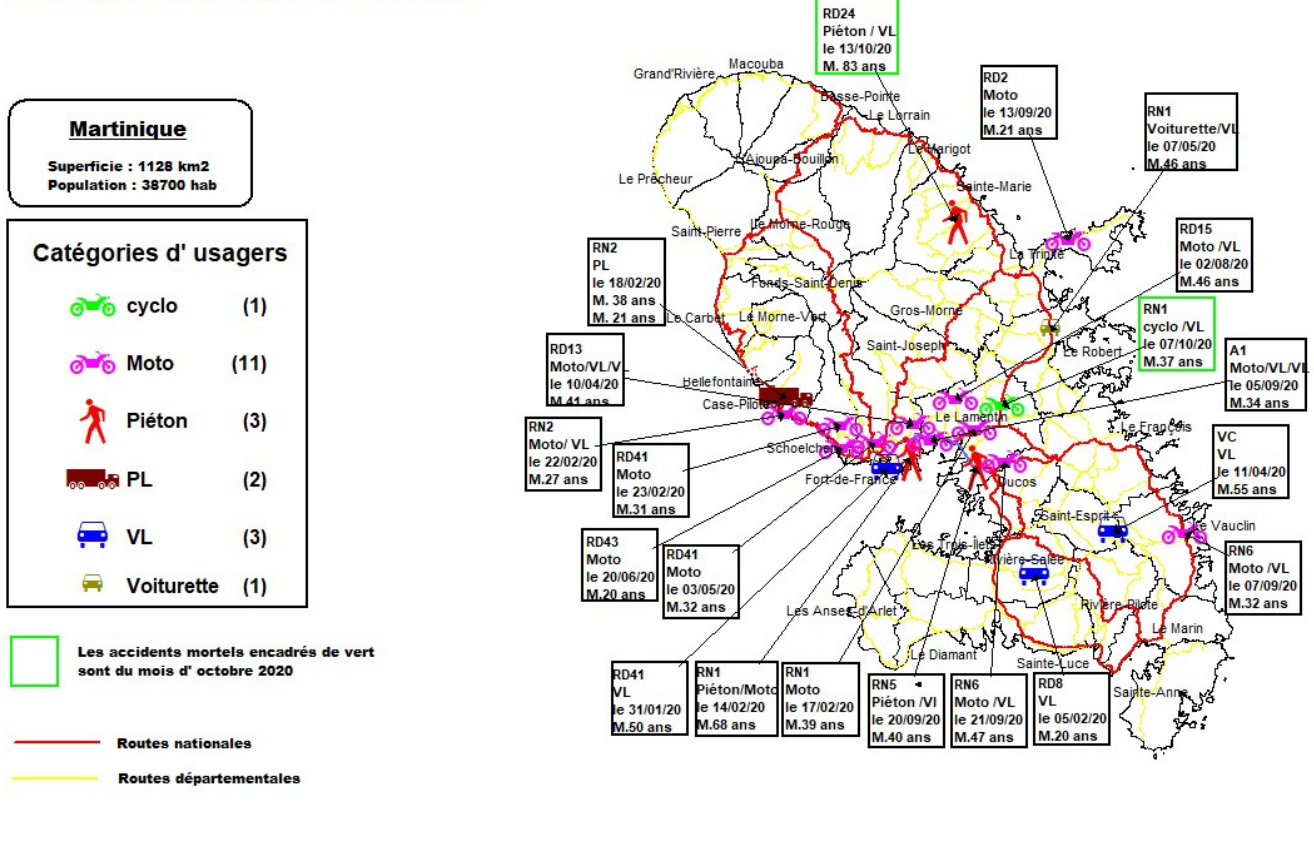 Martinique
Superficie : 1128 km2
Population : 38700 hab
Catégories d' usagers
cyclo (1)
Moto (11)
Piéton (3)
PL (2)
VL (3)
Voiturette (1)
Les accidents mortels encadrés de vert
sont du mois d' octobre 2020
Routes nationales
Routes départementales
RD24
Piéton / VL
le 13/10/20
M. 83 ans
RD2
Moto
le 13/09/20
M.21 ans
RN1
Voiturette/VL
le 07/05/20
M.46 ans
RD15
Moto /VL
le 02/08/20
M.46 ans
RN1
cyclo /VL
le 07/10/20
M.37 ans
A1
Moto/VL/VL
le 05/09/20
M.34 ans
VC
VL
le 11/04/20
M.55 ans
RN6
Moto /VL
le 07/09/20
M.32 ans
RN2
PL
le 18/02/20
M. 38 ans
M. 21 ans
RD13
Moto/VL/VL
le 10/04/20
M.41 ans
RN2
Moto/ VL
le 22/02/20
M.27 ans
RD41
Moto
le 23/02/20
M.31 ans
RD43
Moto
le 20/06/20
M.20 ans
RD41
Moto
le 03/05/20
M.32 ans
RD41
VL
le 31/01/20
M.50 ans
RN1
Piéton/Moto
le 14/02/20
M.68 ans
RN1
Moto
le 17/02/20
M.39 ans
RN5
Piéton /Vl
le 20/09/20
M.40 ans
RN6
Moto /VL
le 21/09/20
M.47 ans
RD8
VL
le 05/02/20
M.20 ans
Grand'Rivière
Macouba
Basse-Pointe
Le Lorrain
L'Ajoupa-Bouillon
Le Marigot
Le Prêcheur
Sainte-Marie
Saint-Pierre
Morne-Rouge
La Trinité
Fonds-Saint-Denis
Le Carbet
Le Morne-Vert
Gros-Morne
Saint-Joseph
Le Robert
Bellefontaine
Case-Pilote
Le Lamentin
Le François
Schoelcher
Fort-de-France
Ducos
Saint-Esprit
Le Vauclin
Les Trois-Ilets
Rivière-Salée
Les Anses-d'Arlet
Rivière-Pilote
Le Marin
Le Diamant
Sainte-Luce
Sainte-Anne